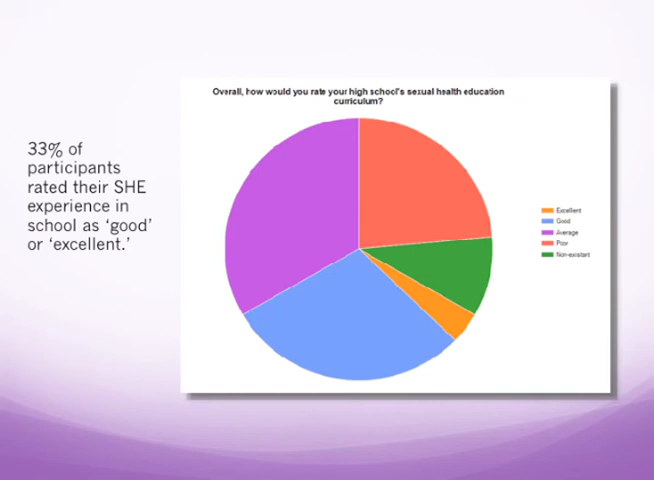 Overall, how would you rate your high school's sexual health education
curriculum?
33% of
participants
rated their SHE
experience in
school as ‘good’
or ‘excellent.’
Excellent
Good
Average
Poor
Non-existant